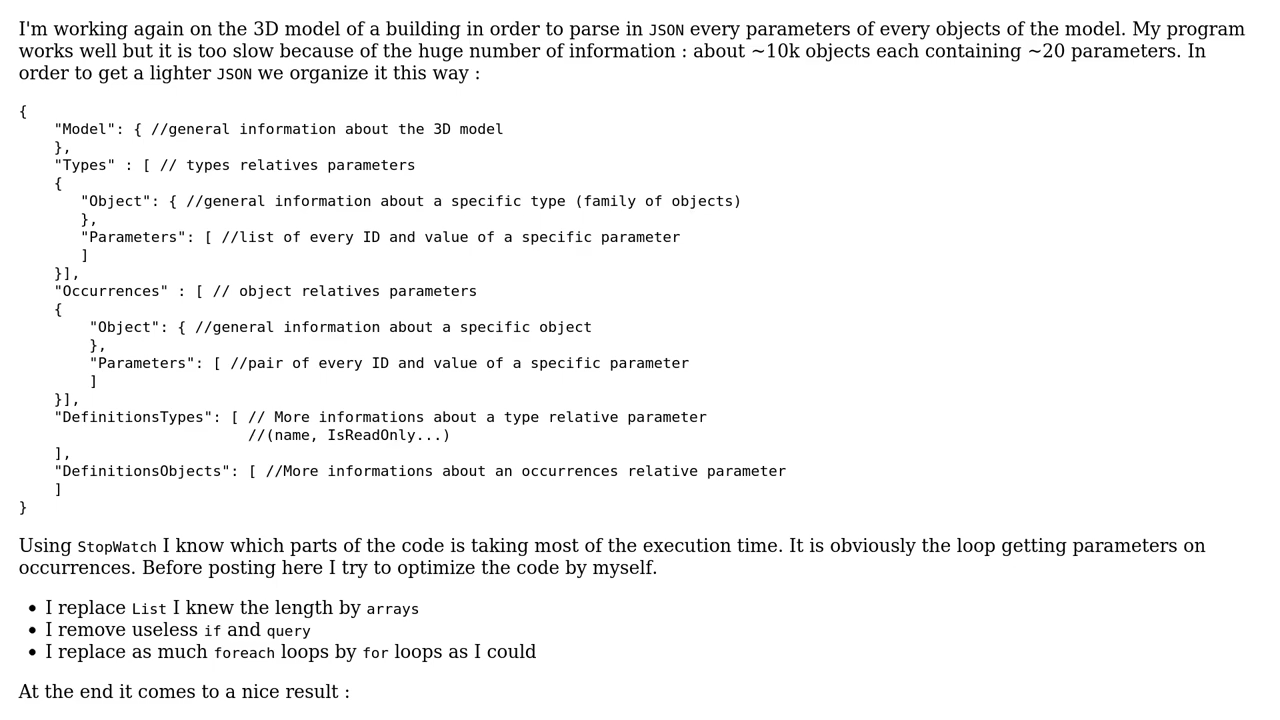 I'm working again on the 3D model of a building in order to parse in JSON every parameters of every objects of the model. My program
works well but it is too slow because of the huge number of information : about ~10k objects each containing ~20 parameters. In
order to get a lighter JSON we organize it this way :
{
    "Model": { //general information about the 3D model
    },
    "Types" : [ // types relatives parameters
    {
       "Object": { //general information about a specific type (family of objects)
       },
       "Parameters": [ //list of every ID and value of a specific parameter
       ]
    }],
    "Occurrences" : [ // object relatives parameters
    {
        "Object": { //general information about a specific object
        },
        "Parameters": [ //pair of every ID and value of a specific parameter
        ]
    }],
    "DefinitionsTypes": [ // More informations about a type relative parameter
                          //(name, IsReadOnly...)
    ],
    "DefinitionsObjects": [ //More informations about an occurrences relative parameter
    ]
}
Using StopWatch I know which parts of the code is taking most of the execution time. It is obviously the loop getting parameters on
occurrences. Before posting here I try to optimize the code by myself.
• I replace List I knew the length by arrays
• I remove useless if and query
• I replace as much foreach loops by for loops as I could
At the end it comes to a nice result :